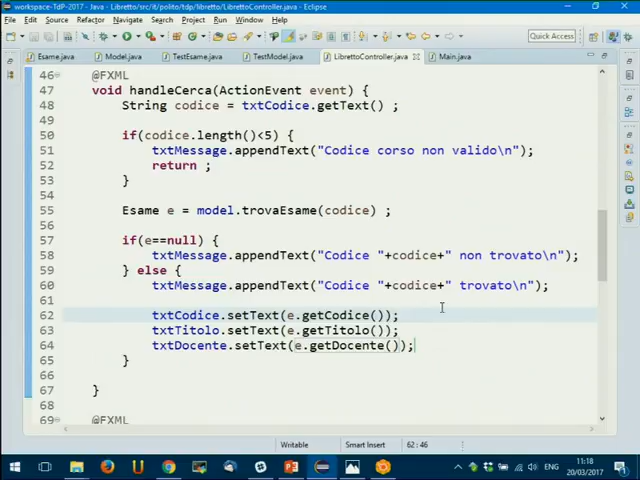 workspace-TdP-2017 - Java - Libretto/src/it/polito/tdp/libretto/LibrettoController.java - Eclipse
File Edit Source Refactor Navigate Search Project Run Window Help
Quick Access
Esame.java Model.java TestEsame.java TestModel.java LibrettoController.java Main.java
46 @FXML
47 void handleCerca(ActionEvent event) {
48 String codice = txtCodice.getText() ;
49
50 if(codice.length()<5) {
51 txtMessage.appendText("Codice corso non valido\n");
52 return ;
53 }
54
55 Esame e = model.trovaEsame(codice) ;
56
57 if(e==null) {
58 txtMessage.appendText("Codice "+codice+" non trovato\n");
59 } else {
60 txtMessage.appendText("Codice "+codice+" trovato\n");
61
62 txtCodice.setText(e.getCodice());
63 txtTitolo.setText(e.getTitolo());
64 txtDocente.setText(e.getDocente());
65 }
66
67 }
68
69 @FXML
Writable Smart Insert 62 : 46
ENG 11:18
20/03/2017